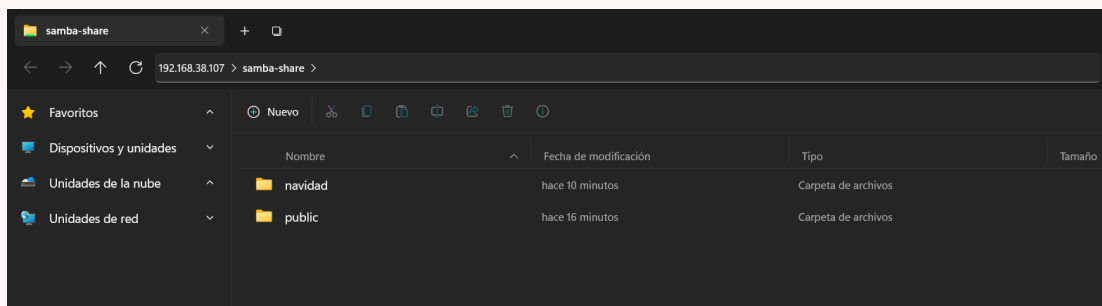 samba-share
192.168.38.107 > samba-share >
Favoritos
Nuevo
Dispositivos y unidades
Nombre
Fecha de modificación
Tipo
Tamaño
Unidades de la nube
navidad
hace 10 minutos
Carpeta de archivos
Unidades de red
public
hace 16 minutos
Carpeta de archivos